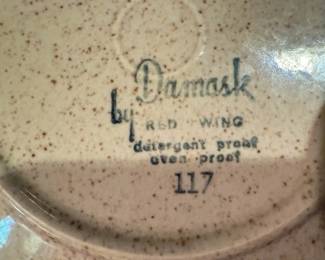 Damask
by RED WING
detergent proof
oven proof
117